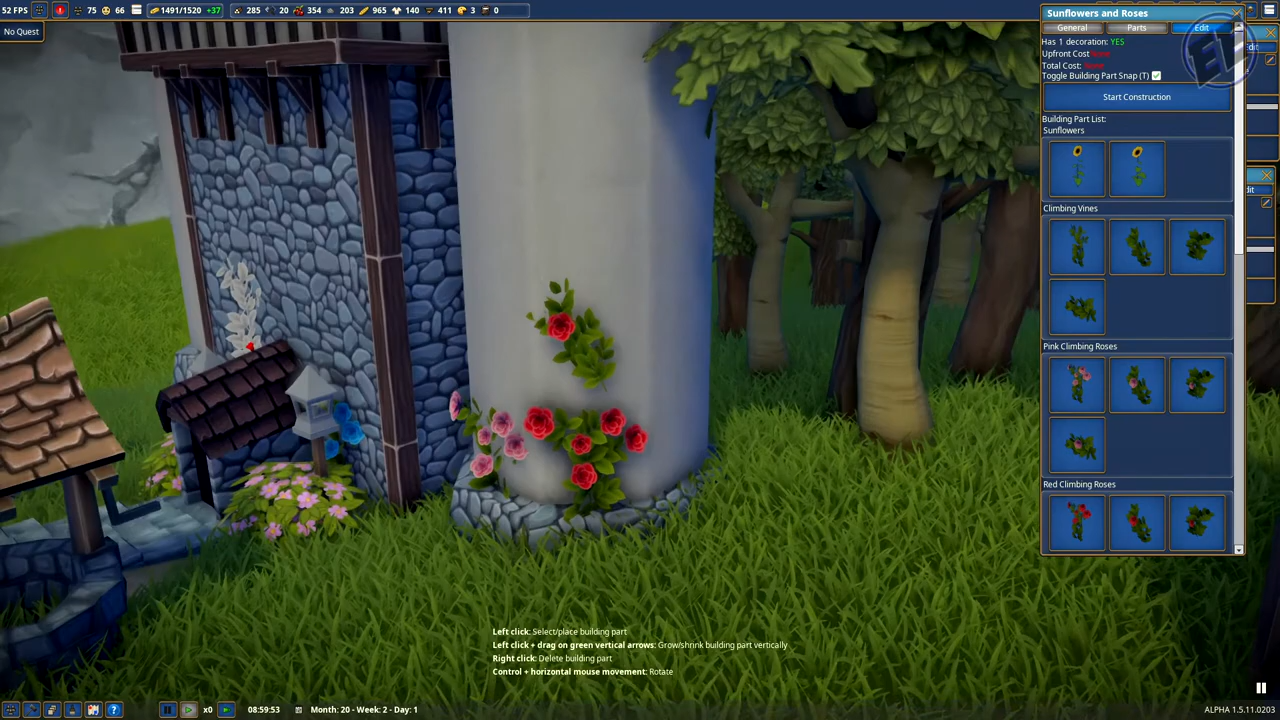 52 FPS
75
66
1491/1520 +37
285
20
354
203
965
140
411
3
0
No Quest
Sunflowers and Roses
General
Parts
Edit
Has 1 decoration: YES
Upfront Cost None
Total Cost: None
Toggle Building Part Snap (T)
Start Construction
Building Part List:
Sunflowers
Climbing Vines
Pink Climbing Roses
Red Climbing Roses
Left click: Select/place building part
Left click + drag on green vertical arrows: Grow/shrink building part vertically
Right click: Delete building part
Control + horizontal mouse movement: Rotate
x0
08:59:53
Month: 20 - Week: 2 - Day: 1
ALPHA 1.5.11.0203